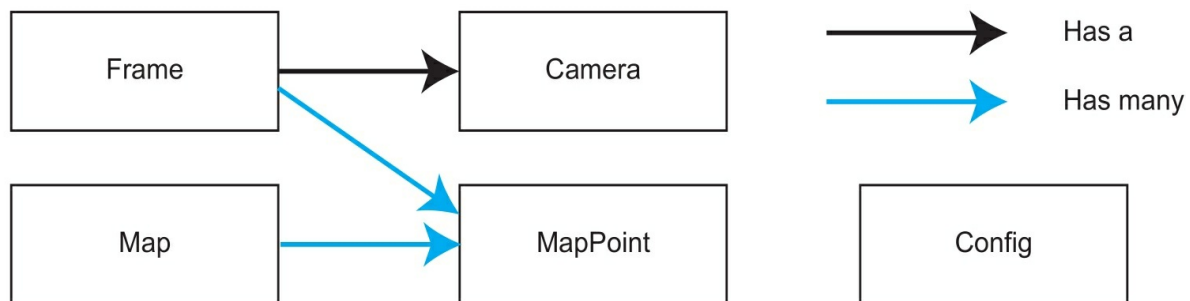 Frame
Camera
Has a
Has many
Map
MapPoint
Config